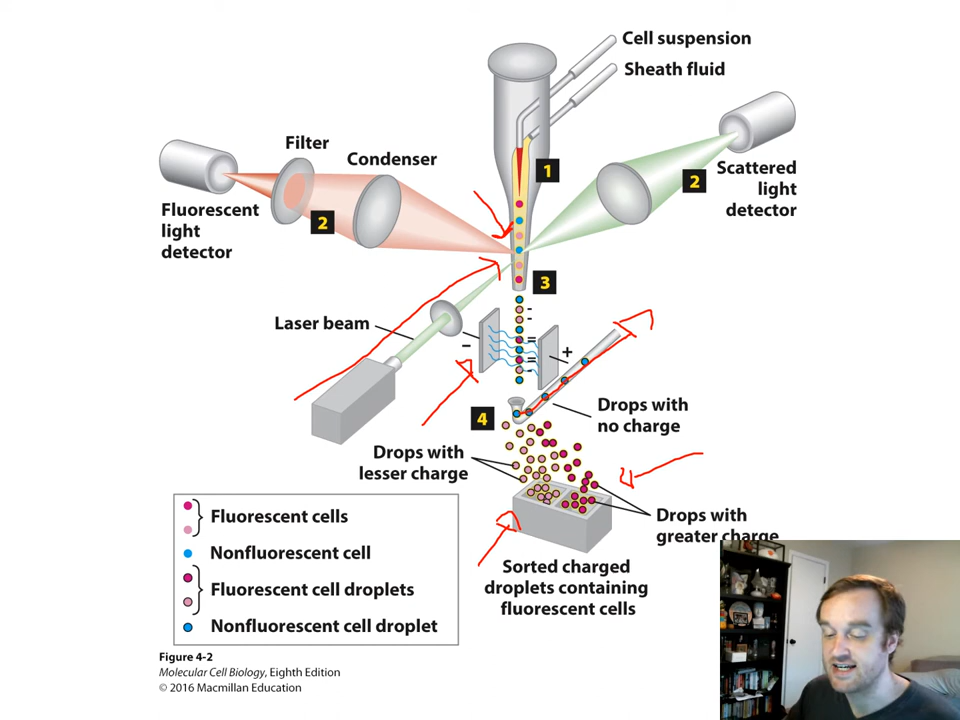 Cell suspension
Sheath fluid
1
Filter
Condenser
2
Fluorescent
light
detector
2
Scattered
light
detector
3
Laser beam
-
-
=
=
-
–
+
4
Drops with
no charge
Drops with
lesser charge
Drops with
greater charge
Sorted charged
droplets containing
fluorescent cells
Fluorescent cells
Nonfluorescent cell
Fluorescent cell droplets
Nonfluorescent cell droplet
Figure 4-2
Molecular Cell Biology, Eighth Edition
© 2016 Macmillan Education